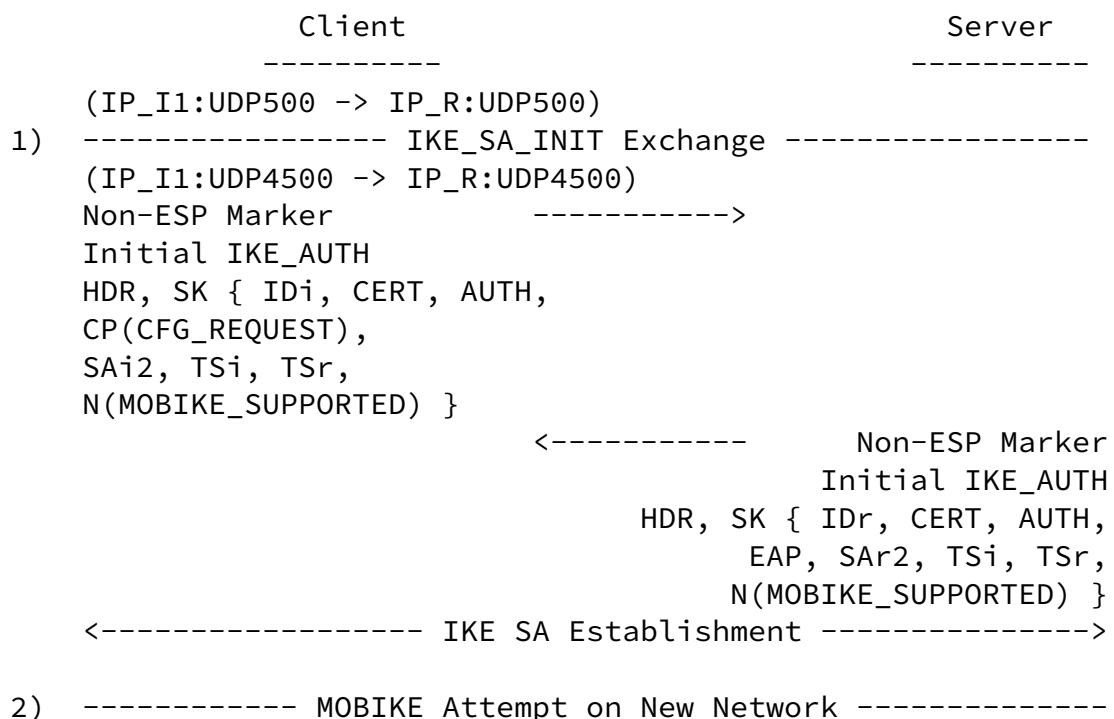 Client Server
---------- ----------
(IP_I1:UDP500 -> IP_R:UDP500)
1) ----------------- IKE_SA_INIT Exchange -----------------
(IP_I1:UDP4500 -> IP_R:UDP4500)
Non-ESP Marker ----------->
Initial IKE_AUTH
HDR, SK { IDi, CERT, AUTH,
CP(CFG_REQUEST),
SAi2, TSi, TSr,
N(MOBIKE_SUPPORTED) }
<----------- Non-ESP Marker
Initial IKE_AUTH
HDR, SK { IDr, CERT, AUTH,
EAP, SAr2, TSi, TSr,
N(MOBIKE_SUPPORTED) }
<------------------ IKE SA Establishment --------------->
2) ------------ MOBIKE Attempt on New Network --------------